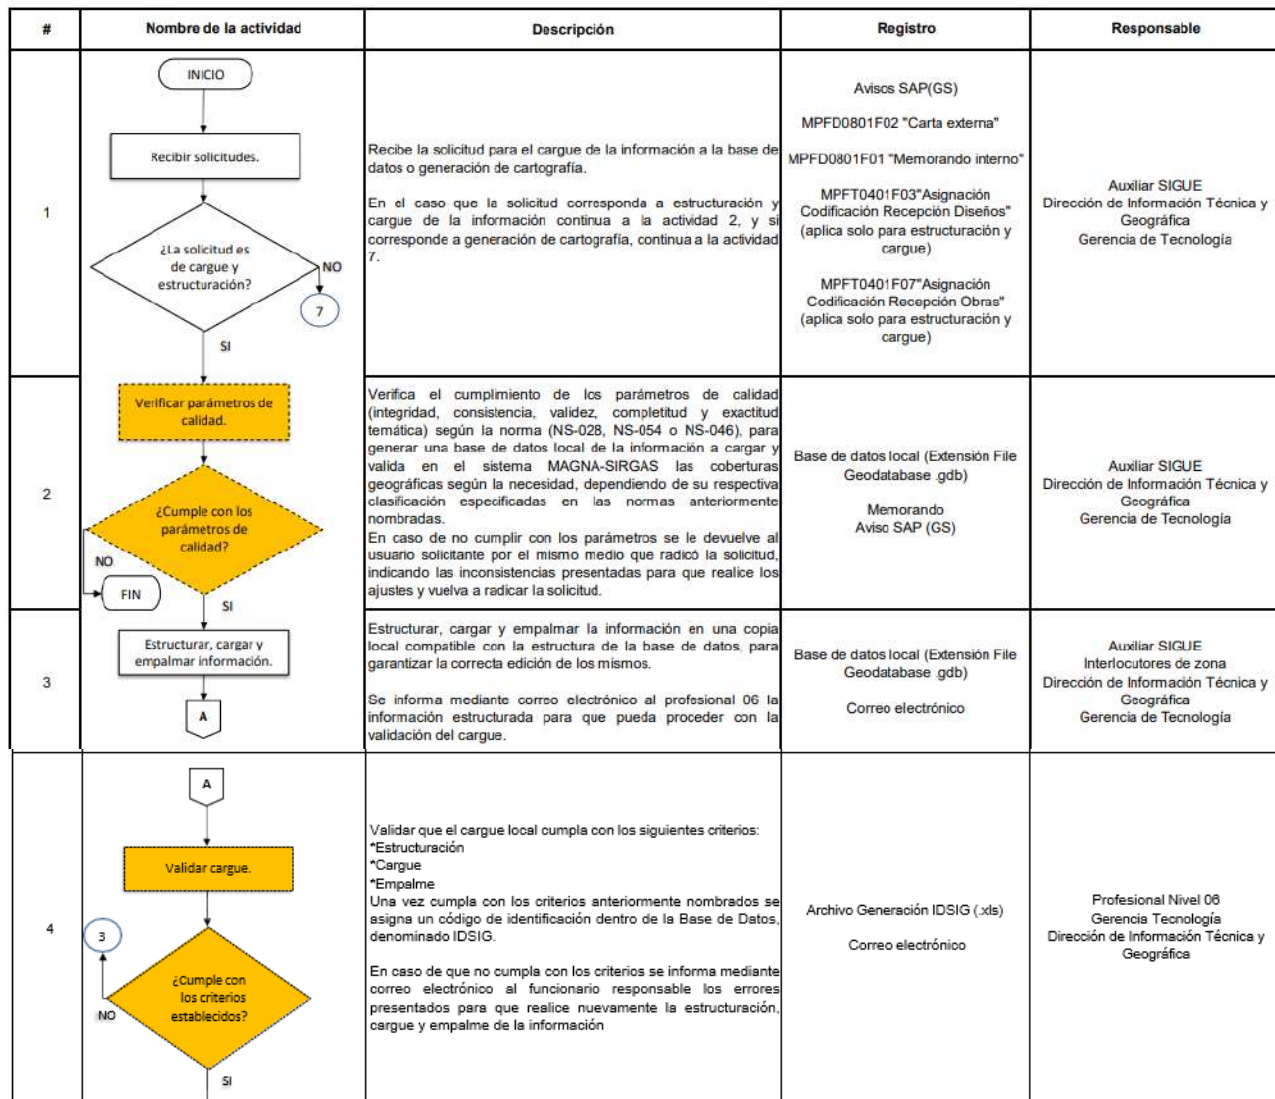 # Nombre de la actividad Descripción Registro Responsable
1
INICIO
Recibir solicitudes.
¿La solicitud es
de cargue y
estructuración?
NO
7
SI
Recibe la solicitud para el cargue de la información a la base de
datos o generación de cartografía.
En el caso que la solicitud corresponda a estructuración y
cargue de la información continua a la actividad 2, y si
corresponde a generación de cartografía, continua a la actividad
7.
Avisos SAP(GS)
MPFD0801F02 "Carta externa"
MPFD0801F01 "Memorando interno"
MPFT0401F03"Asignación
Codificación Recepción Diseños"
(aplica solo para estructuración y
cargue)
MPFT0401F07"Asignación
Codificación Recepción Obras"
(aplica solo para estructuración y
cargue)
Auxiliar SIGUE
Dirección de Información Técnica y
Geográfica
Gerencia de Tecnología
2
Verificar parámetros de
calidad.
¿Cumple con los
parámetros de
calidad?
NO
FIN
SI
Verifica el cumplimiento de los parámetros de calidad
(integridad, consistencia, validez, completitud y exactitud
temática) según la norma (NS-028, NS-054 o NS-046), para
generar una base de datos local de la información a cargar y
valida en el sistema MAGNA-SIRGAS las coberturas
geográficas según la necesidad, dependiendo de su respectiva
clasificación especificadas en las normas anteriormente
nombradas.
En caso de no cumplir con los parámetros se le devuelve al
usuario solicitante por el mismo medio que radicó la solicitud,
indicando las inconsistencias presentadas para que realice los
ajustes y vuelva a radicar la solicitud.
Base de datos local (Extensión File
Geodatabase .gdb)
Memorando
Aviso SAP (GS)
Auxiliar SIGUE
Dirección de Información Técnica y
Geográfica
Gerencia de Tecnología
3
Estructurar, cargar y
empalmar información.
A
Estructurar, cargar y empalmar la información en una copia
local compatible con la estructura de la base de datos, para
garantizar la correcta edición de los mismos.
Se informa mediante correo electrónico al profesional 06 la
información estructurada para que pueda proceder con la
validación del cargue.
Base de datos local (Extensión File
Geodatabase .gdb)
Correo electrónico
Auxiliar SIGUE
Interlocutores de zona
Dirección de Información Técnica y
Geográfica
Gerencia de Tecnología
4
A
Validar cargue.
3
¿Cumple con
los criterios
establecidos?
NO
SI
Validar que el cargue local cumpla con los siguientes criterios:
*Estructuración
*Cargue
*Empalme
Una vez cumpla con los criterios anteriormente nombrados se
asigna un código de identificación dentro de la Base de Datos,
denominado IDSIG.
En caso de que no cumpla con los criterios se informa mediante
correo electrónico al funcionario responsable los errores
presentados para que realice nuevamente la estructuración,
cargue y empalme de la información
Archivo Generación IDSIG (.xls)
Correo electrónico
Profesional Nivel 06
Gerencia Tecnología
Dirección de Información Técnica y
Geográfica